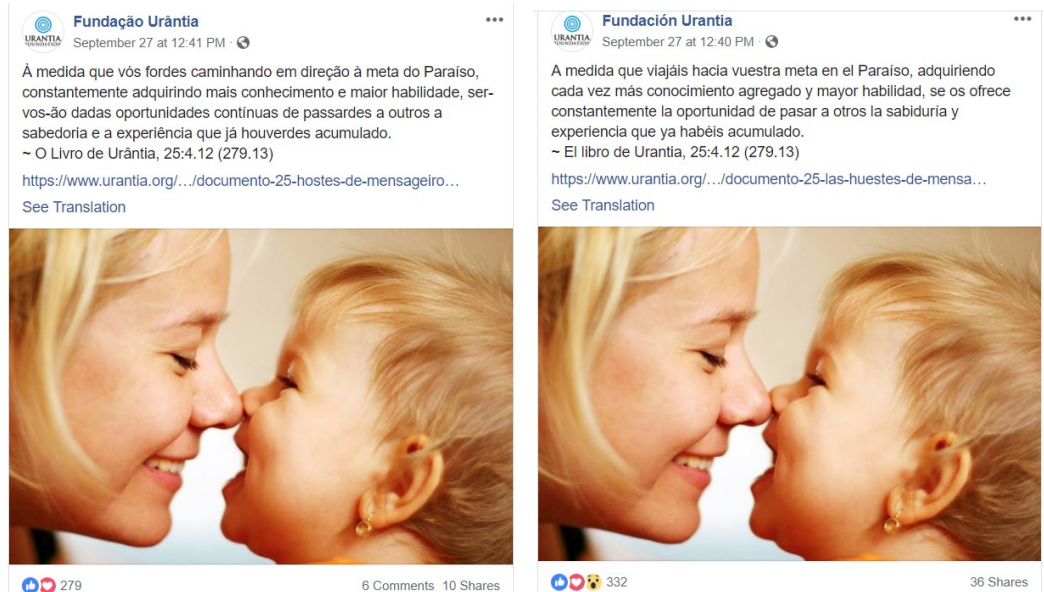 Fundação Urântia
September 27 at 12:41 PM ·
URANTIA
FOUNDATION
À medida que vós fordes caminhando em direção à meta do Paraíso,
constantemente adquirindo mais conhecimento e maior habilidade, ser-
vos-ão dadas oportunidades contínuas de passardes a outros a
sabedoria e a experiência que já houverdes acumulado.
~ O Livro de Urântia, 25:4.12 (279.13)
https://www.urantia.org/…/documento-25-hostes-de-mensageiro…
See Translation
279
6 Comments 10 Shares
Fundación Urantia
September 27 at 12:40 PM ·
URANTIA
FOUNDATION
A medida que viajáis hacia vuestra meta en el Paraíso, adquiriendo
cada vez más conocimiento agregado y mayor habilidad, se os ofrece
constantemente la oportunidad de pasar a otros la sabiduría y
experiencia que ya habéis acumulado.
~ El libro de Urantia, 25:4.12 (279.13)
https://www.urantia.org/…/documento-25-las-huestes-de-mensa…
See Translation
332
36 Shares